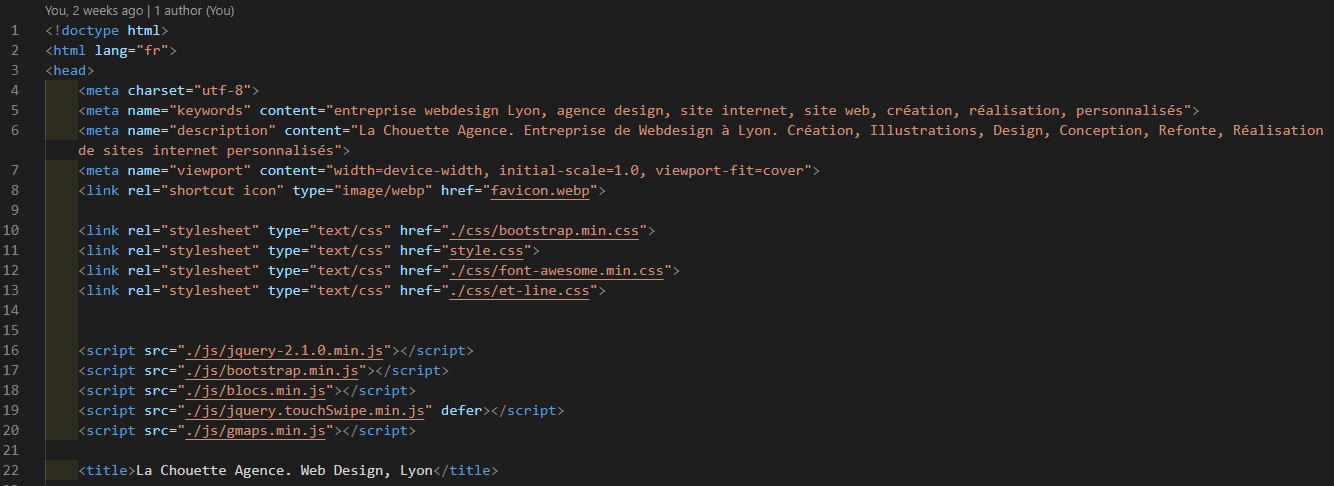 You, 2 weeks ago | 1 author (You)
1 <!doctype html>
2 <html lang="fr">
3 <head>
4 <meta charset="utf-8">
5 <meta name="keywords" content="entreprise webdesign Lyon, agence design, site internet, site web, création, réalisation, personnalisés">
6 <meta name="description" content="La Chouette Agence. Entreprise de Webdesign à Lyon. Création, Illustrations, Design, Conception, Refonte, Réalisation
de sites internet personnalisés">
7 <meta name="viewport" content="width=device-width, initial-scale=1.0, viewport-fit=cover">
8 <link rel="shortcut icon" type="image/webp" href="favicon.webp">
9
10 <link rel="stylesheet" type="text/css" href="./css/bootstrap.min.css">
11 <link rel="stylesheet" type="text/css" href="style.css">
12 <link rel="stylesheet" type="text/css" href="./css/font-awesome.min.css">
13 <link rel="stylesheet" type="text/css" href="./css/et-line.css">
14
15
16 <script src="./js/jquery-2.1.0.min.js"></script>
17 <script src="./js/bootstrap.min.js"></script>
18 <script src="./js/blocs.min.js"></script>
19 <script src="./js/jquery.touchSwipe.min.js" defer></script>
20 <script src="./js/gmaps.min.js"></script>
21
22 <title>La Chouette Agence. Web Design, Lyon</title>